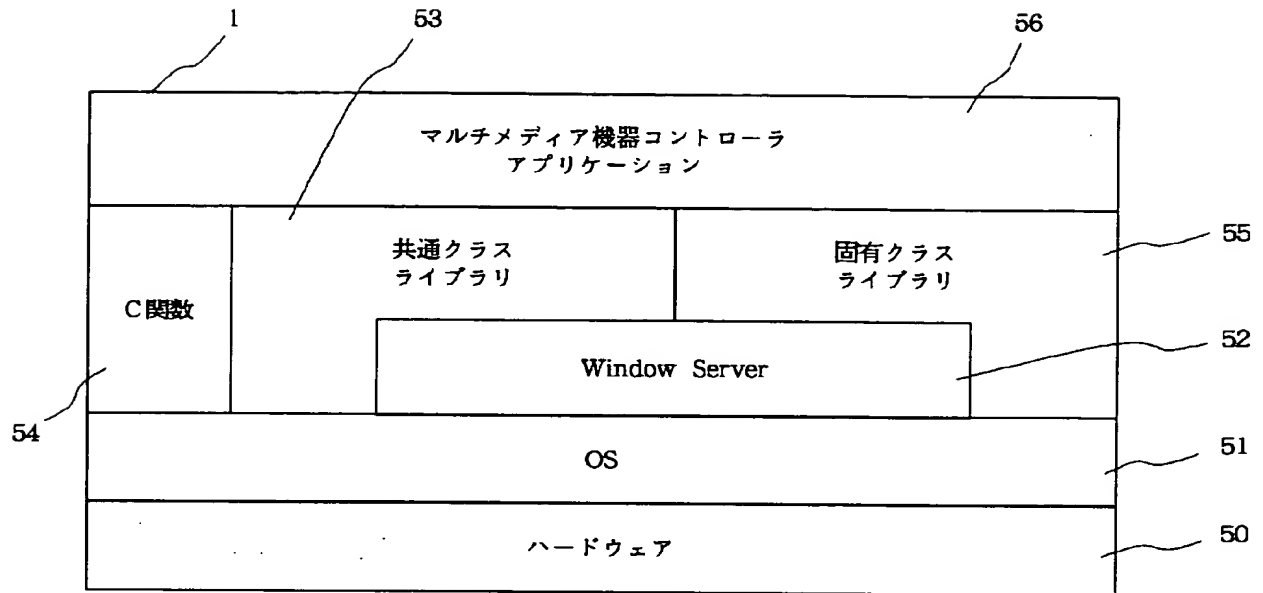 1
53
56
マルチメディア機器コントローラ
アプリケーション
共通クラス
ライブラリ
固有クラス
ライブラリ
55
C関数
Window Server
52
54
OS
51
ハードウェア
50